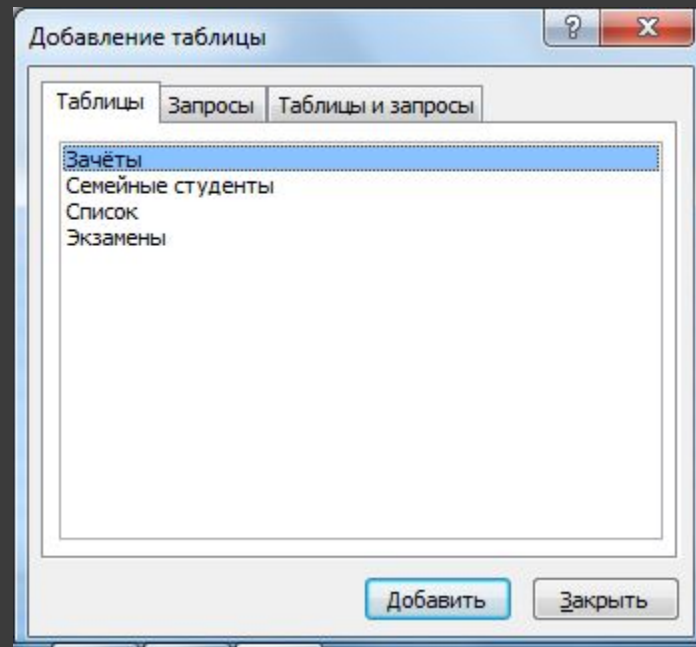 Добавление таблицы
?
Таблицы Запросы Таблицы и запросы
Зачёты
Семейные студенты
Список
Экзамены
Добавить Закрыть